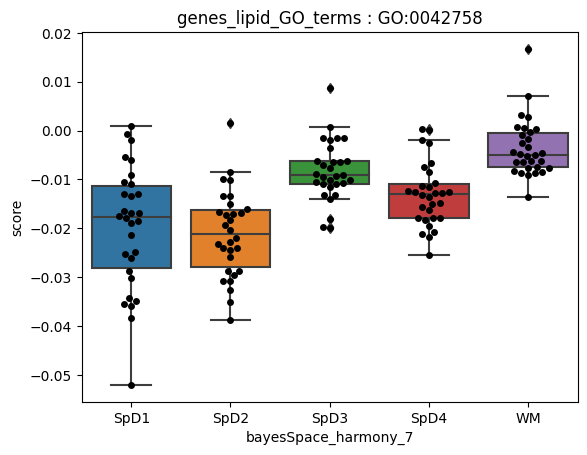 genes_lipid_GO_terms : GO:0042758
0.02
0.01
0.00
−0.01
−0.02
−0.03
−0.04
−0.05
score
SpD1 SpD2 SpD3 SpD4 WM
bayesSpace_harmony_7